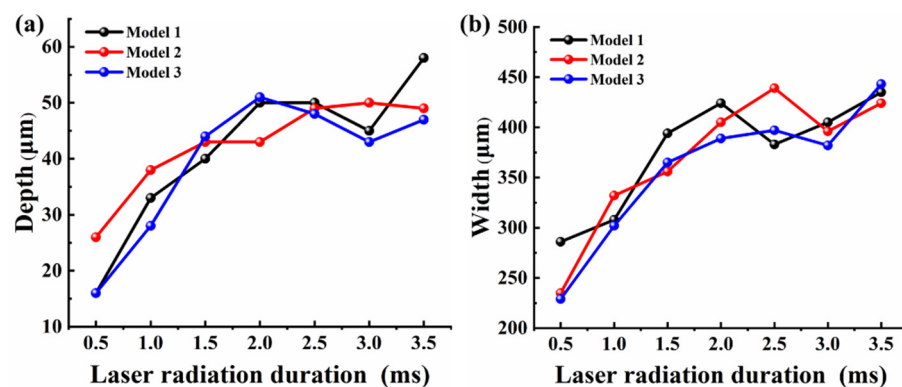 (a)
Model 1
Model 2
Model 3
60
50
40
30
20
10
Depth (μm)
0.5 1.0 1.5 2.0 2.5 3.0 3.5
Laser radiation duration (ms)
(b)
Model 1
Model 2
Model 3
500
450
400
350
300
250
200
Width (μm)
0.5 1.0 1.5 2.0 2.5 3.0 3.5
Laser radiation duration (ms)